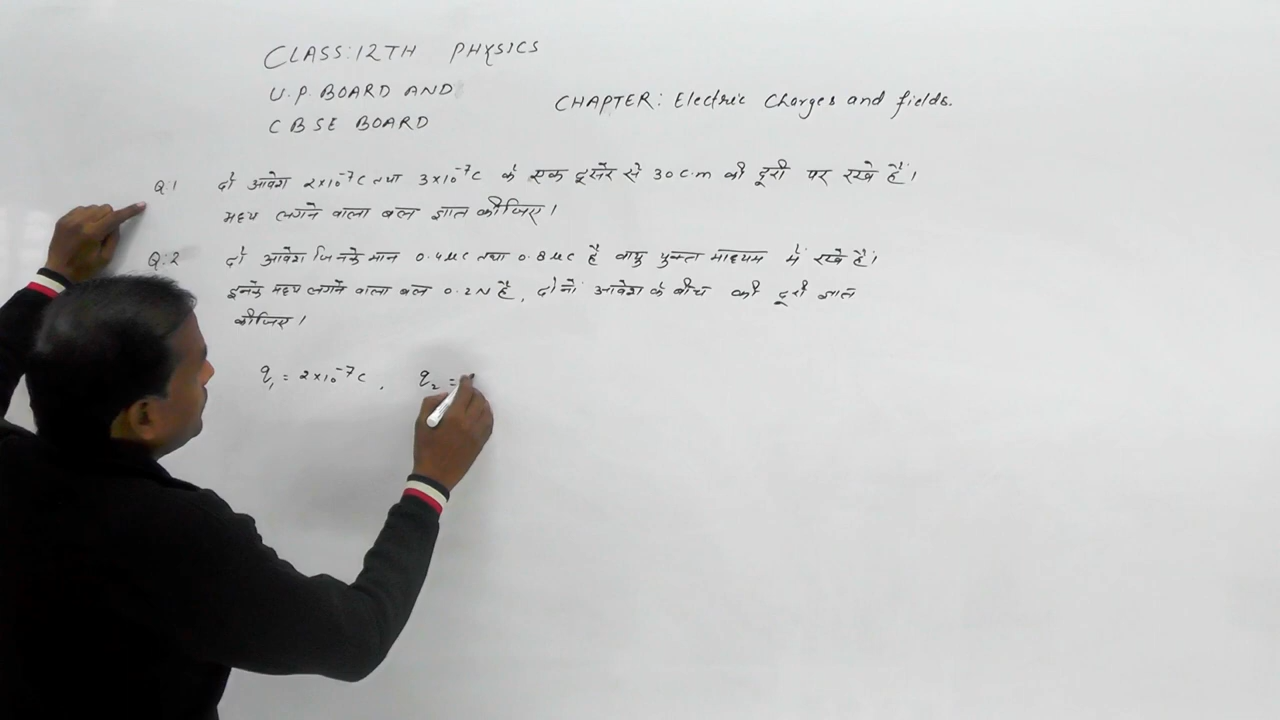 CLASS:12TH PHYSICS
U.P. BOARD AND
CBSE BOARD
CHAPTER: Electric Charges and fields.
Q:1 दो आवेश 2×10⁻⁷C तथा 3×10⁻⁷C के एक दूसरे से 30 c.m की दूरी पर रखे हैं।
मध्य लगने वाला बल ज्ञात कीजिए।
Q:2 दो आवेश जिनके मान 0.4μC तथा 0.8μC है वायु युक्त माध्यम में रखे हैं।
इनके मध्य लगने वाला बल 0.2N है, दोनों आवेश के बीच की दूरी ज्ञात
कीजिए।
q₁ = 2×10⁻⁷C, q₂ =